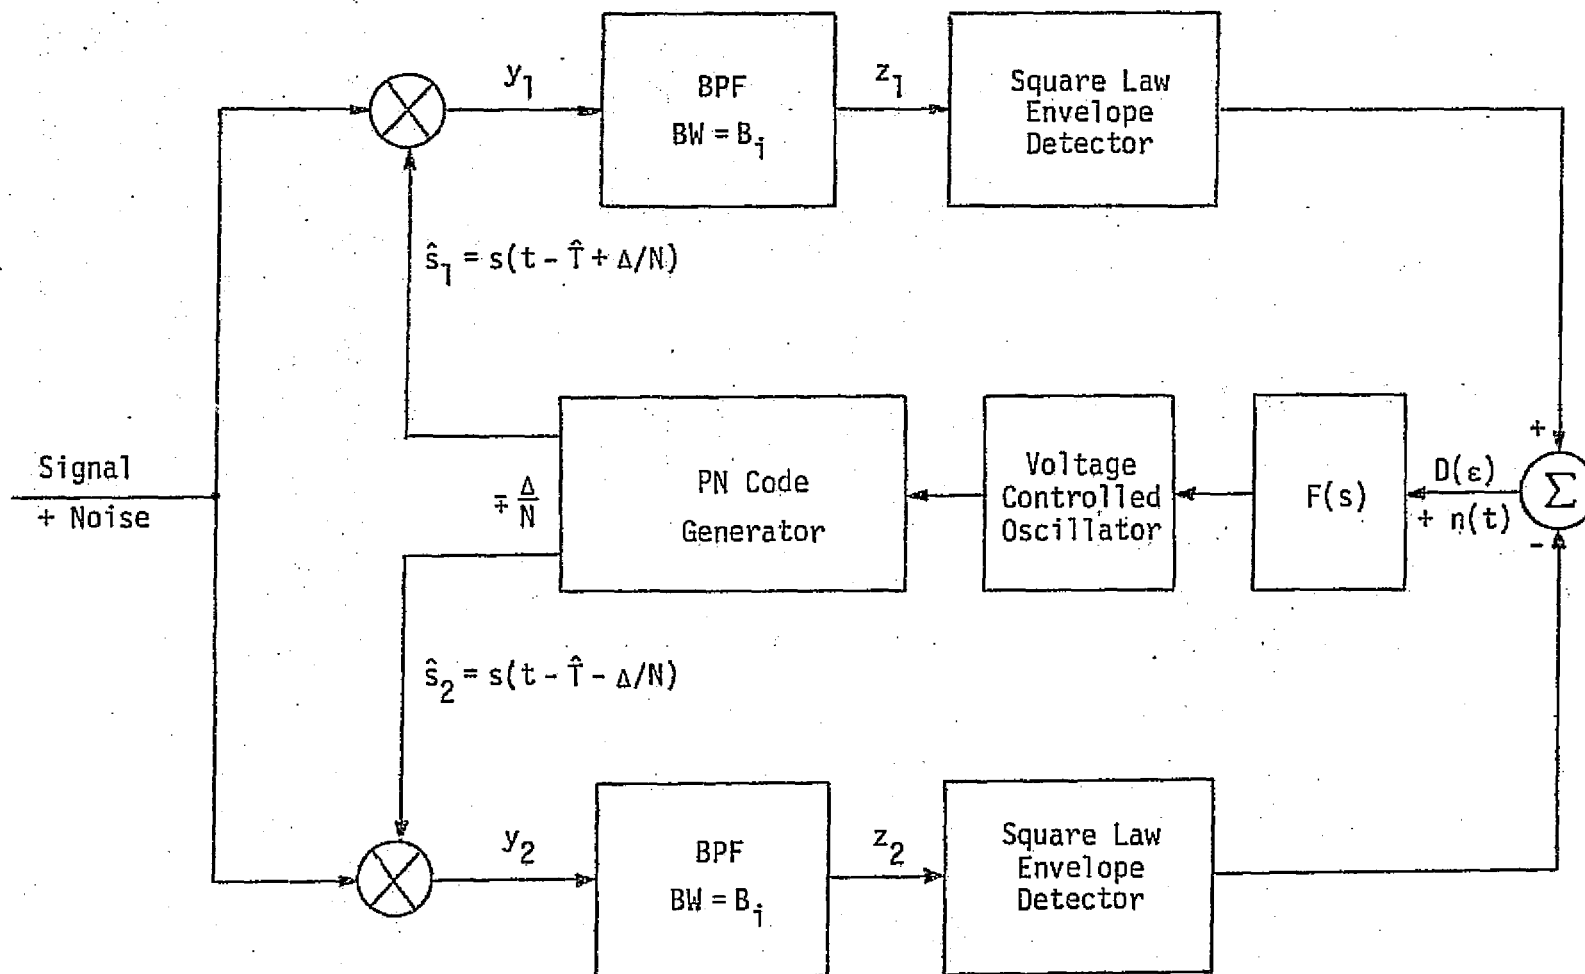 y₁
BPF
BW = Bᵢ
z₁
Square Law
Envelope
Detector
ŝ₁ = s(t - T̂ + Δ/N)
Signal
+ Noise
∓ Δ/N
PN Code
Generator
Voltage
Controlled
Oscillator
F(s)
D(ε)
+ n(t)
+
Σ
-
ŝ₂ = s(t - T̂ - Δ/N)
y₂
BPF
BW = Bᵢ
z₂
Square Law
Envelope
Detector